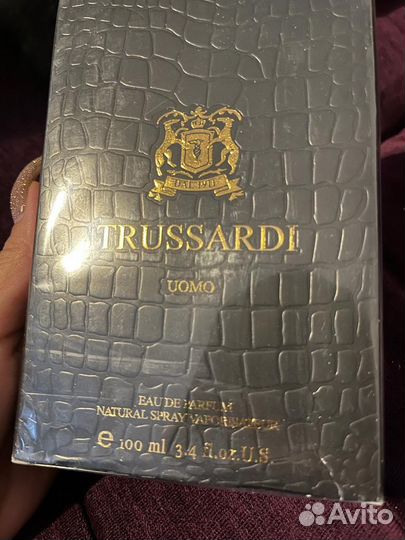 TRUSSARDI
UOMO
EAU DE PARFUM
NATURAL SPRAY VAPORISATEUR
e 100 ml 3.4 fl.oz.U.S.
Avito